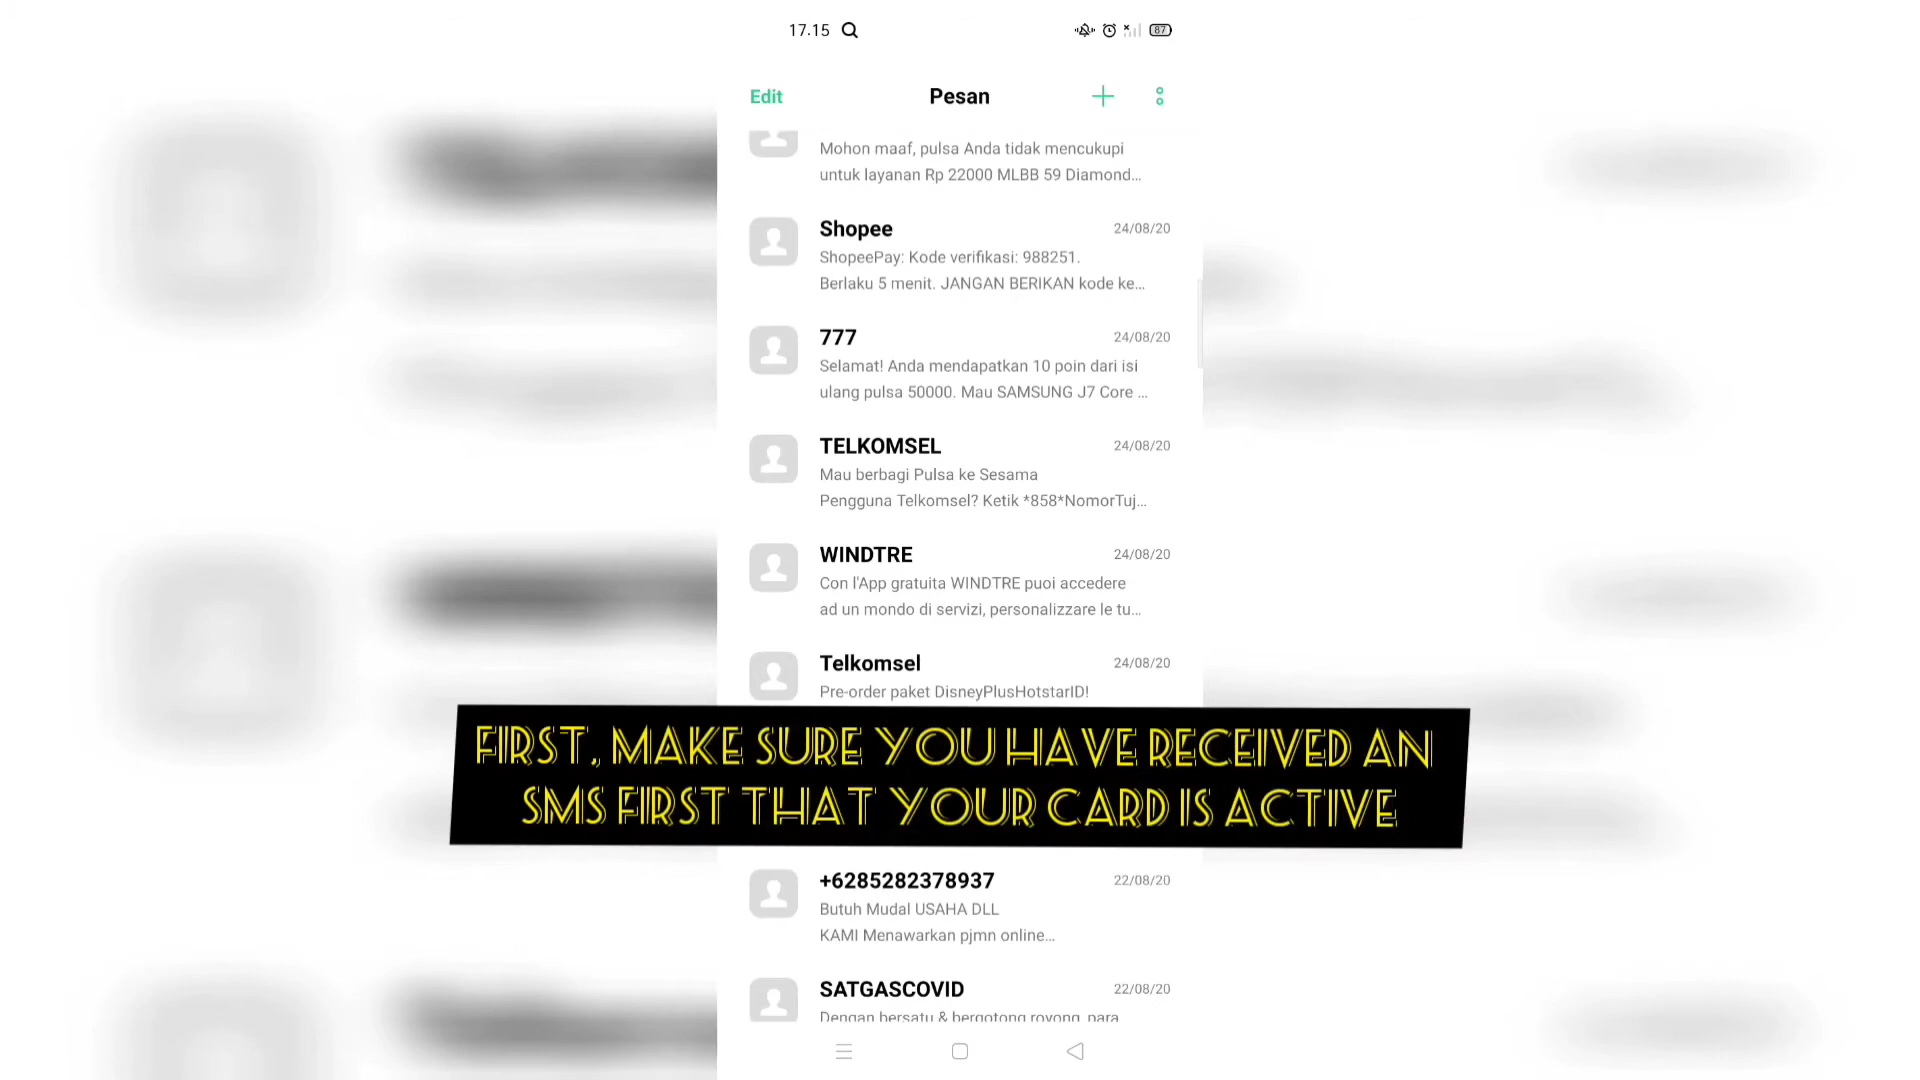 17.15
87
Edit
Pesan
Mohon maaf, pulsa Anda tidak mencukupi
untuk layanan Rp 22000 MLBB 59 Diamond...
Shopee
24/08/20
ShopeePay: Kode verifikasi: 988251.
Berlaku 5 menit. JANGAN BERIKAN kode ke...
777
24/08/20
Selamat! Anda mendapatkan 10 poin dari isi
ulang pulsa 50000. Mau SAMSUNG J7 Core ...
TELKOMSEL
24/08/20
Mau berbagi Pulsa ke Sesama
Pengguna Telkomsel? Ketik *858*NomorTuj...
WINDTRE
24/08/20
Con l'App gratuita WINDTRE puoi accedere
ad un mondo di servizi, personalizzare le tu...
Telkomsel
24/08/20
Pre-order paket DisneyPlusHotstarID!
FIRST, MAKE SURE YOU HAVE RECEIVED AN
SMS FIRST THAT YOUR CARD IS ACTIVE
+6285282378937
22/08/20
Butuh Mudal USAHA DLL
KAMI Menawarkan pjmn online...
SATGASCOVID
22/08/20
Dengan bersatu & bergotong royong, para